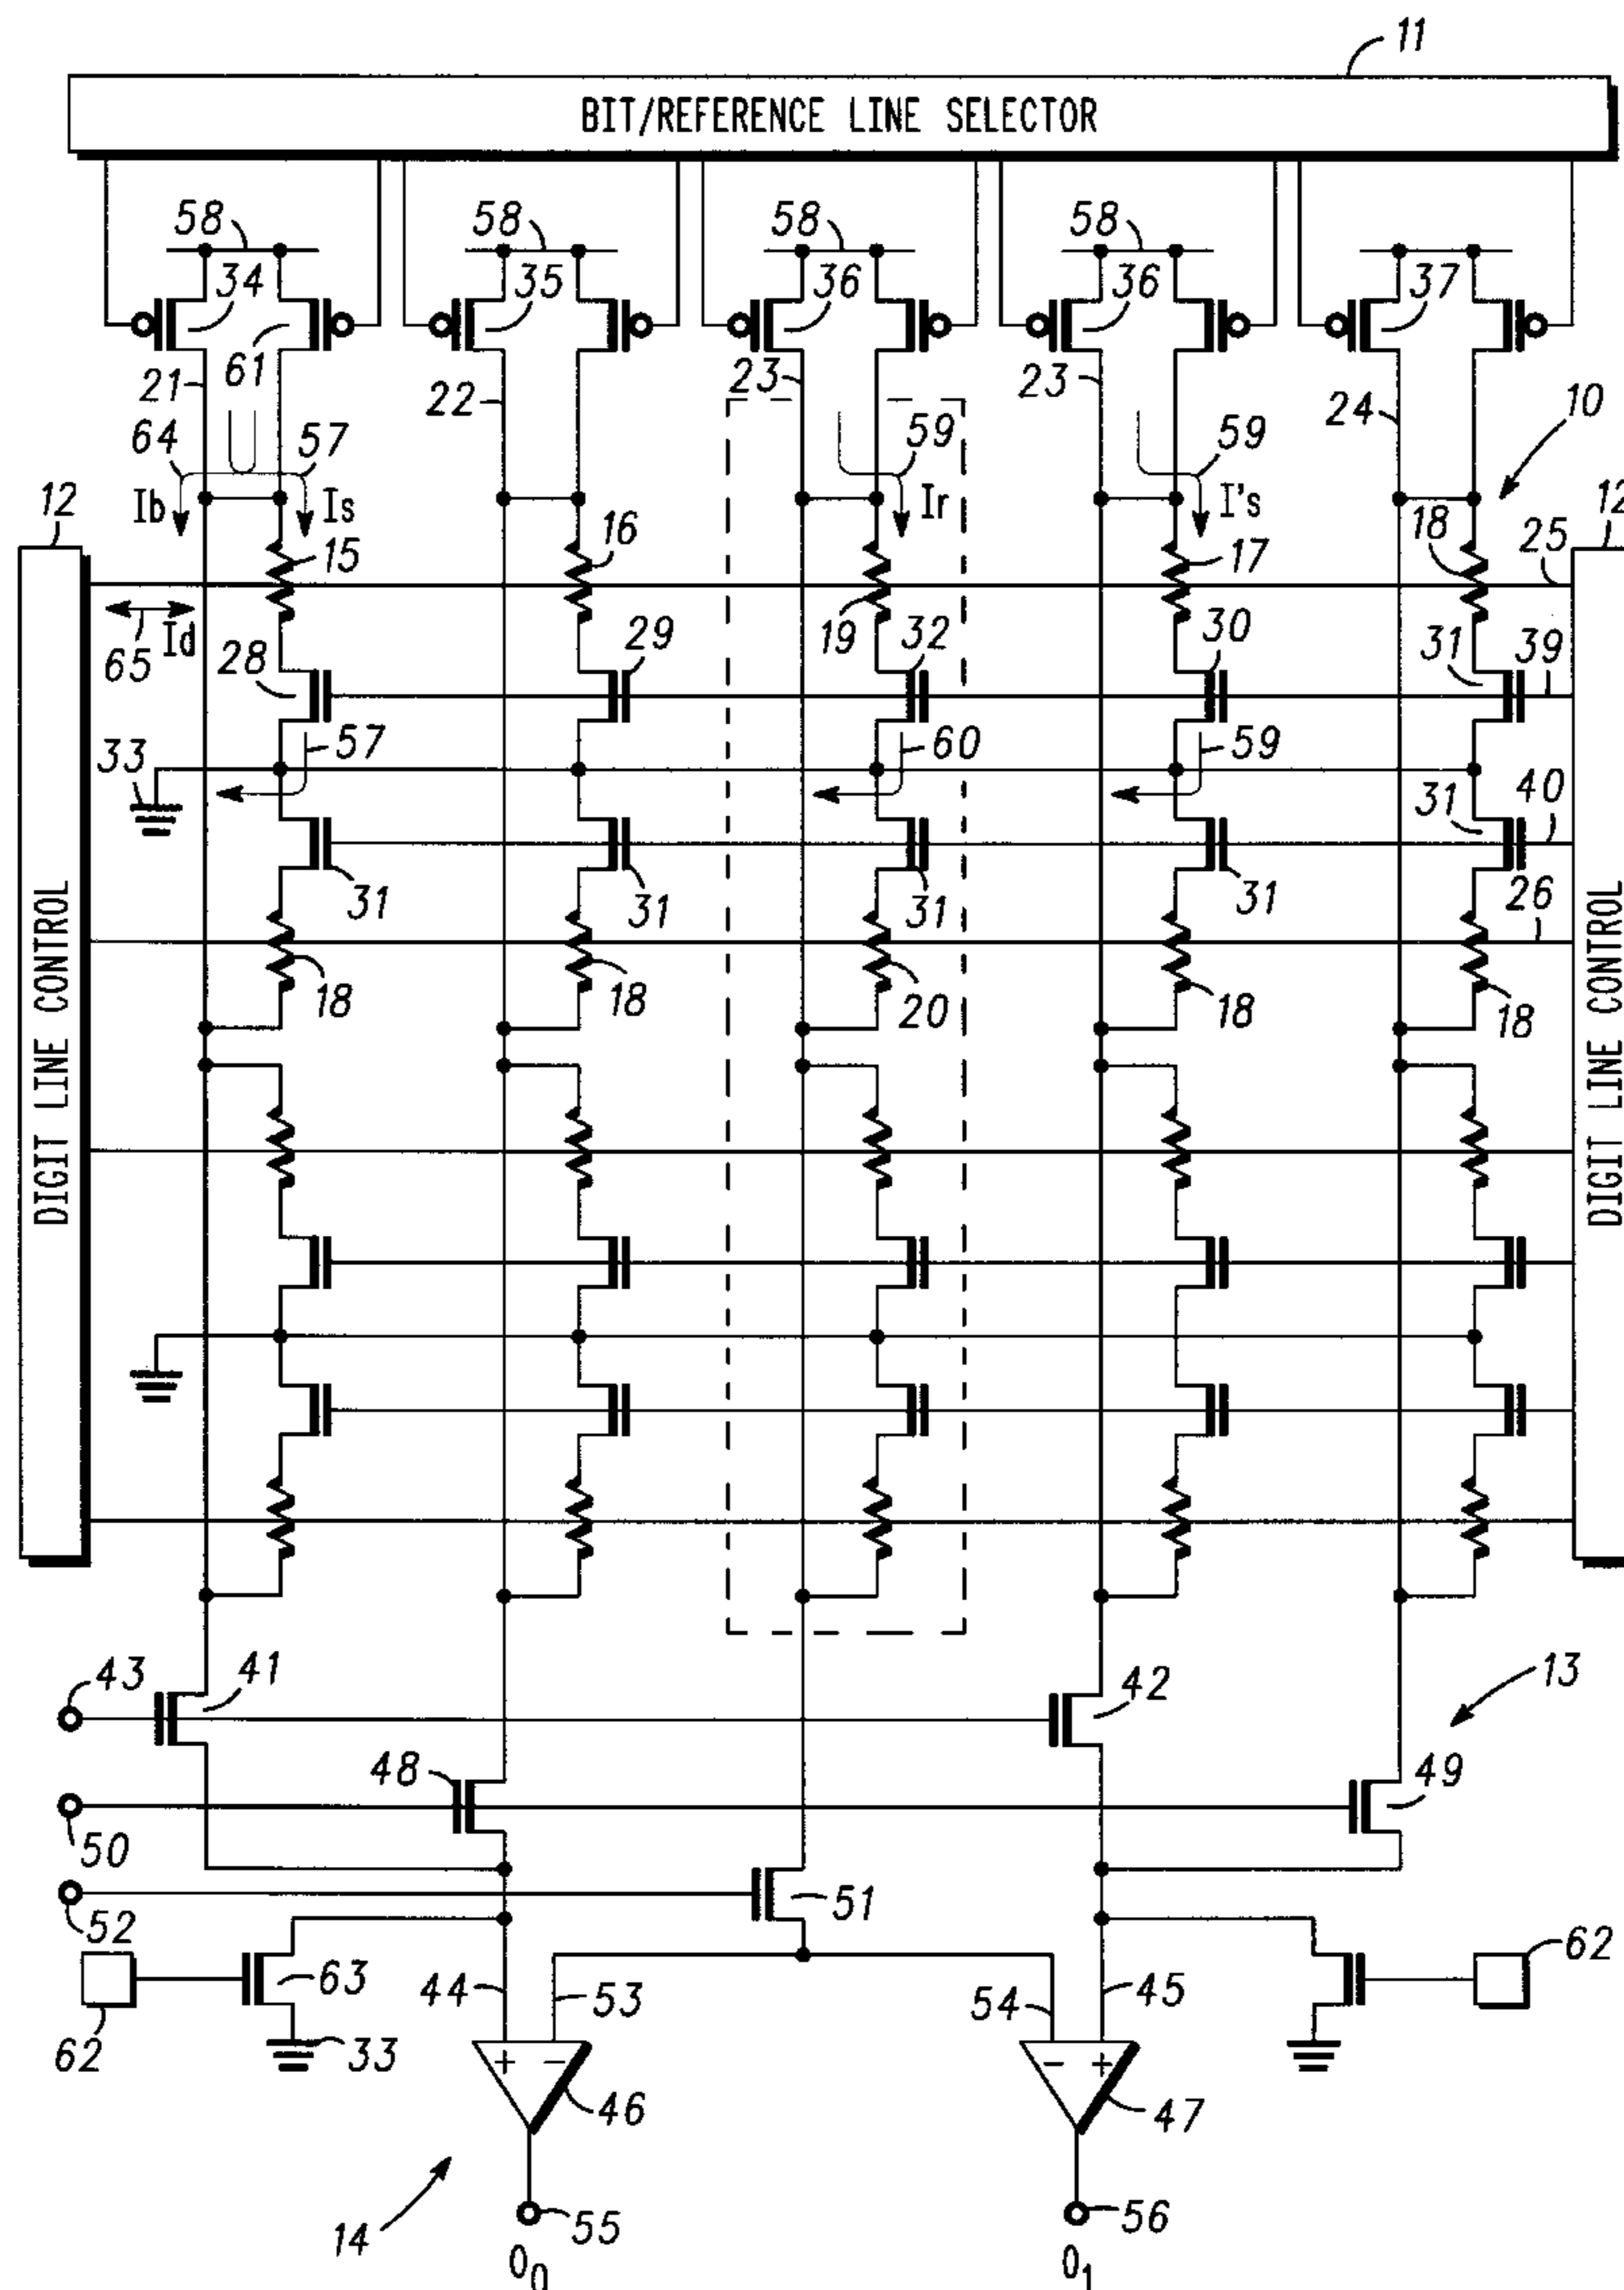 11
BIT/REFERENCE LINE SELECTOR
58 58 58 58
34 35 36 36 37
61
21 22 23 23 24 10
64 57 59 59
12 Ib Is Ir I's 12
15 16 17 18 25
19
65 Id 28 29 32 30 31 39
33 57 60 59
31 40
31 31 31 31 26
18 18 20 18 18
DIGIT LINE CONTROL
DIGIT LINE CONTROL
43 41 42 13
48 49
50
51
52
62 63 44 53 54 45 62
62 33
+ − − +
46 47
14 55 56
O0 O1